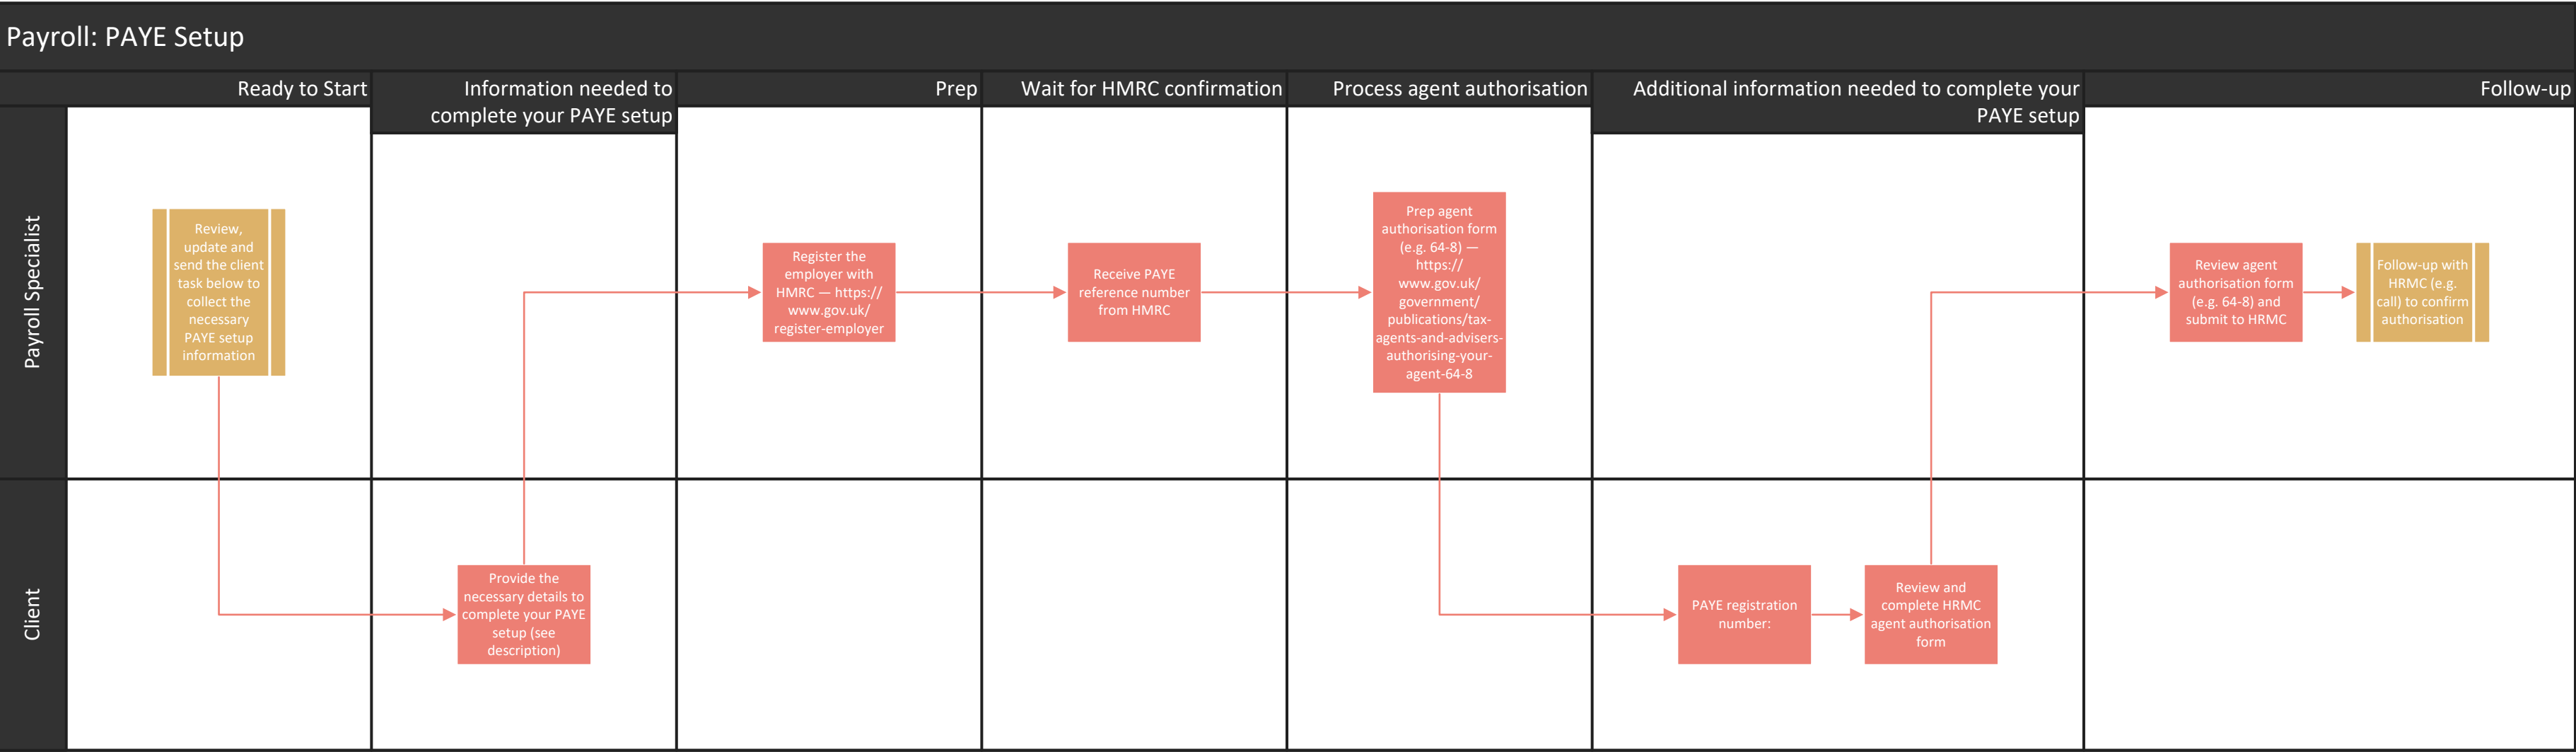 Payroll: PAYE Setup
Ready to Start
Information needed to
complete your PAYE setup
Prep
Wait for HMRC confirmation
Process agent authorisation
Additional information needed to complete your
PAYE setup
Follow-up
Payroll Specialist
Review,
update and
send the client
task below to
collect the
necessary
PAYE setup
information
Register the
employer with
HMRC — https://
www.gov.uk/
register-employer
Receive PAYE
reference number
from HMRC
Prep agent
authorisation form
(e.g. 64-8) —
https://
www.gov.uk/
government/
publications/tax-
agents-and-advisers-
authorising-your-
agent-64-8
Review agent
authorisation form
(e.g. 64-8) and
submit to HMRC
Follow-up with
HRMC (e.g.
call) to confirm
authorisation
Client
Provide the
necessary details to
complete your PAYE
setup (see
description)
PAYE registration
number:
Review and
complete HRMC
agent authorisation
form